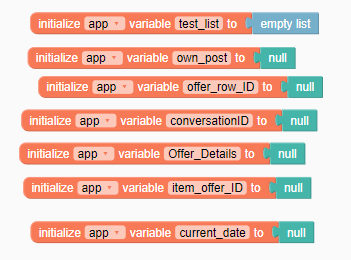 initialize app variable test_list to empty list
initialize app variable own_post to null
initialize app variable offer_row_ID to null
initialize app variable conversationID to null
initialize App variable Offer_Details to null
initialize app variable item_offer_ID to null
initialize app variable current_date to null